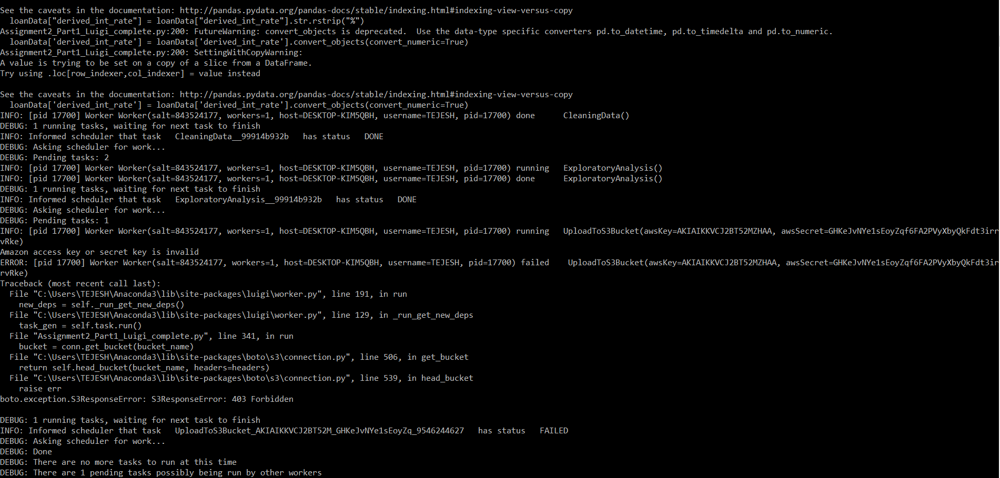 See the caveats in the documentation: http://pandas.pydata.org/pandas-docs/stable/indexing.html#indexing-view-versus-copy
  loanData["derived_int_rate"] = loanData["derived_int_rate"].str.rstrip("%")
Assignment2_Part1_Luigi_complete.py:200: FutureWarning: convert_objects is deprecated.  Use the data-type specific converters pd.to_datetime, pd.to_timedelta and pd.to_numeric.
  loanData['derived_int_rate'] = loanData['derived_int_rate'].convert_objects(convert_numeric=True)
Assignment2_Part1_Luigi_complete.py:200: SettingWithCopyWarning:
A value is trying to be set on a copy of a slice from a DataFrame.
Try using .loc[row_indexer,col_indexer] = value instead

See the caveats in the documentation: http://pandas.pydata.org/pandas-docs/stable/indexing.html#indexing-view-versus-copy
  loanData['derived_int_rate'] = loanData['derived_int_rate'].convert_objects(convert_numeric=True)
INFO: [pid 17700] Worker Worker(salt=843524177, workers=1, host=DESKTOP-KIM5QBH, username=TEJESH, pid=17700) done      CleaningData()
DEBUG: 1 running tasks, waiting for next task to finish
INFO: Informed scheduler that task   CleaningData__99914b932b   has status   DONE
DEBUG: Asking scheduler for work...
DEBUG: Pending tasks: 2
INFO: [pid 17700] Worker Worker(salt=843524177, workers=1, host=DESKTOP-KIM5QBH, username=TEJESH, pid=17700) running   ExploratoryAnalysis()
INFO: [pid 17700] Worker Worker(salt=843524177, workers=1, host=DESKTOP-KIM5QBH, username=TEJESH, pid=17700) done      ExploratoryAnalysis()
DEBUG: 1 running tasks, waiting for next task to finish
INFO: Informed scheduler that task   ExploratoryAnalysis__99914b932b   has status   DONE
DEBUG: Asking scheduler for work...
DEBUG: Pending tasks: 1
INFO: [pid 17700] Worker Worker(salt=843524177, workers=1, host=DESKTOP-KIM5QBH, username=TEJESH, pid=17700) running   UploadToS3Bucket(awsKey=AKIAIKKVCJ2BT52MZHAA, awsSecret=GHKeJvNYe1sEoyZqf6FA2PVyXbyQkFdt3irr
vRke)
Amazon access key or secret key is invalid
ERROR: [pid 17700] Worker Worker(salt=843524177, workers=1, host=DESKTOP-KIM5QBH, username=TEJESH, pid=17700) failed    UploadToS3Bucket(awsKey=AKIAIKKVCJ2BT52MZHAA, awsSecret=GHKeJvNYe1sEoyZqf6FA2PVyXbyQkFdt3ir
rvRke)
Traceback (most recent call last):
  File "C:\Users\TEJESH\Anaconda3\lib\site-packages\luigi\worker.py", line 191, in run
    new_deps = self._run_get_new_deps()
  File "C:\Users\TEJESH\Anaconda3\lib\site-packages\luigi\worker.py", line 129, in _run_get_new_deps
    task_gen = self.task.run()
  File "Assignment2_Part1_Luigi_complete.py", line 341, in run
    bucket = conn.get_bucket(bucket_name)
  File "C:\Users\TEJESH\Anaconda3\lib\site-packages\boto\s3\connection.py", line 506, in get_bucket
    return self.head_bucket(bucket_name, headers=headers)
  File "C:\Users\TEJESH\Anaconda3\lib\site-packages\boto\s3\connection.py", line 539, in head_bucket
    raise err
boto.exception.S3ResponseError: S3ResponseError: 403 Forbidden

DEBUG: 1 running tasks, waiting for next task to finish
INFO: Informed scheduler that task   UploadToS3Bucket_AKIAIKKVCJ2BT52M_GHKeJvNYe1sEoyZq_9546244627   has status   FAILED
DEBUG: Asking scheduler for work...
DEBUG: Done
DEBUG: There are no more tasks to run at this time
DEBUG: There are 1 pending tasks possibly being run by other workers